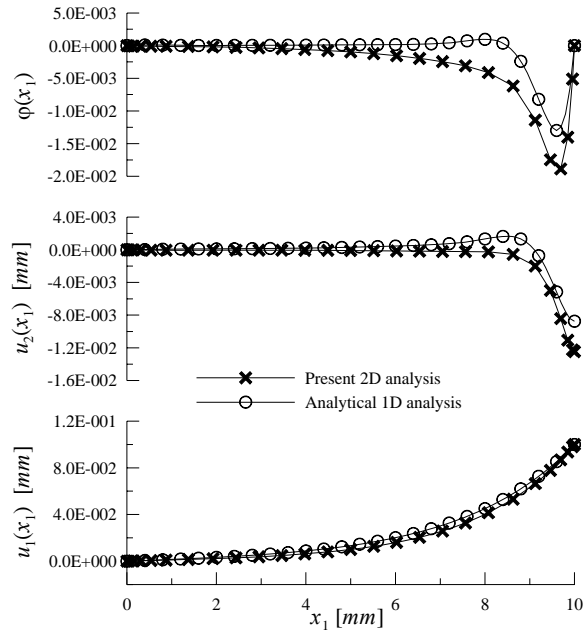 5.0E-003
0.0E+000
-5.0E-003
-1.0E-002
-1.5E-002
-2.0E-002
φ(x₁)
4.0E-003
0.0E+000
-4.0E-003
-8.0E-003
-1.2E-002
-1.6E-002
u₂(x₁) [mm]
Present 2D analysis
Analytical 1D analysis
1.2E-001
8.0E-002
4.0E-002
0.0E+000
u₁(x₁) [mm]
0 2 4 6 8 10
x₁ [mm]